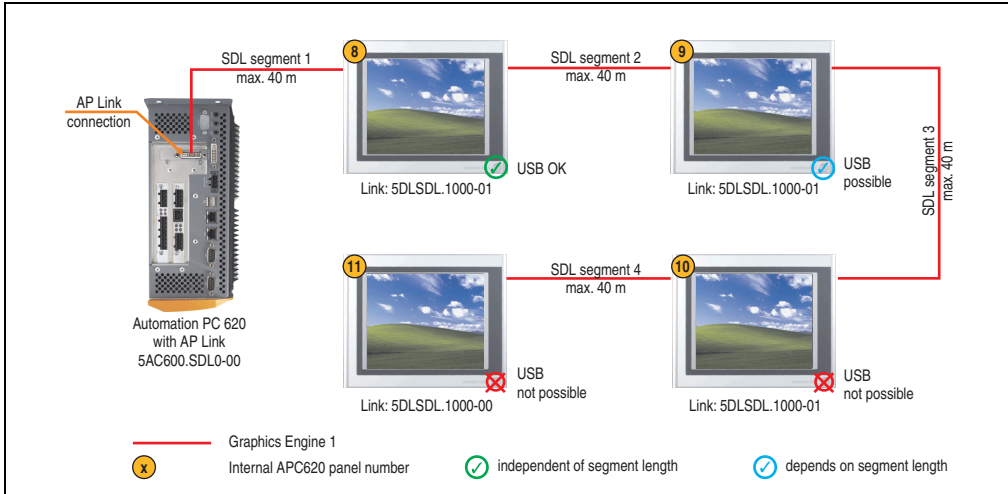 SDL segment 1
max. 40 m
8
SDL segment 2
max. 40 m
9
AP Link
connection
SDL segment 3
max. 40 m
USB OK
USB
possible
Link: 5DLSDL.1000-01
Link: 5DLSDL.1000-01
11
SDL segment 4
max. 40 m
10
Automation PC 620
with AP Link
5AC600.SDL0-00
USB
not possible
USB
not possible
Link: 5DLSDL.1000-00
Link: 5DLSDL.1000-01
Graphics Engine 1
x
Internal APC620 panel number
independent of segment length
depends on segment length